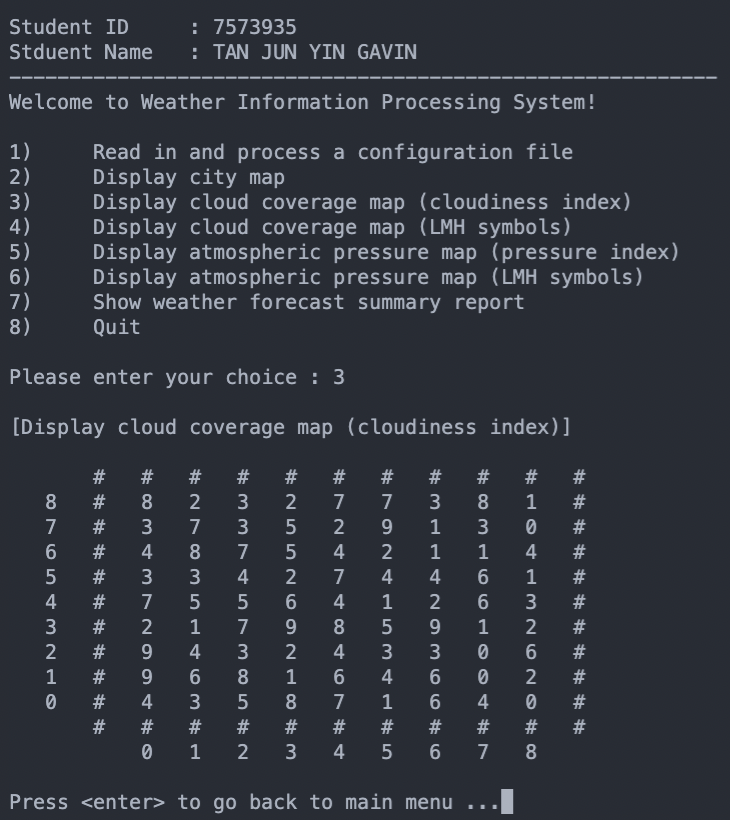 Student ID     : 7573935
Stduent Name   : TAN JUN YIN GAVIN
-----------------------------------------------------------
Welcome to Weather Information Processing System!
1)     Read in and process a configuration file
2)     Display city map
3)     Display cloud coverage map (cloudiness index)
4)     Display cloud coverage map (LMH symbols)
5)     Display atmospheric pressure map (pressure index)
6)     Display atmospheric pressure map (LMH symbols)
7)     Show weather forecast summary report
8)     Quit
Please enter your choice : 3
[Display cloud coverage map (cloudiness index)]
       #   #   #   #   #   #   #   #   #   #   #
   8   #   8   2   3   2   7   7   3   8   1   #
   7   #   3   7   3   5   2   9   1   3   0   #
   6   #   4   8   7   5   4   2   1   1   4   #
   5   #   3   3   4   2   7   4   4   6   1   #
   4   #   7   5   5   6   4   1   2   6   3   #
   3   #   2   1   7   9   8   5   9   1   2   #
   2   #   9   4   3   2   4   3   3   0   6   #
   1   #   9   6   8   1   6   4   6   0   2   #
   0   #   4   3   5   8   7   1   6   4   0   #
       #   #   #   #   #   #   #   #   #   #   #
           0   1   2   3   4   5   6   7   8
Press <enter> to go back to main menu ...